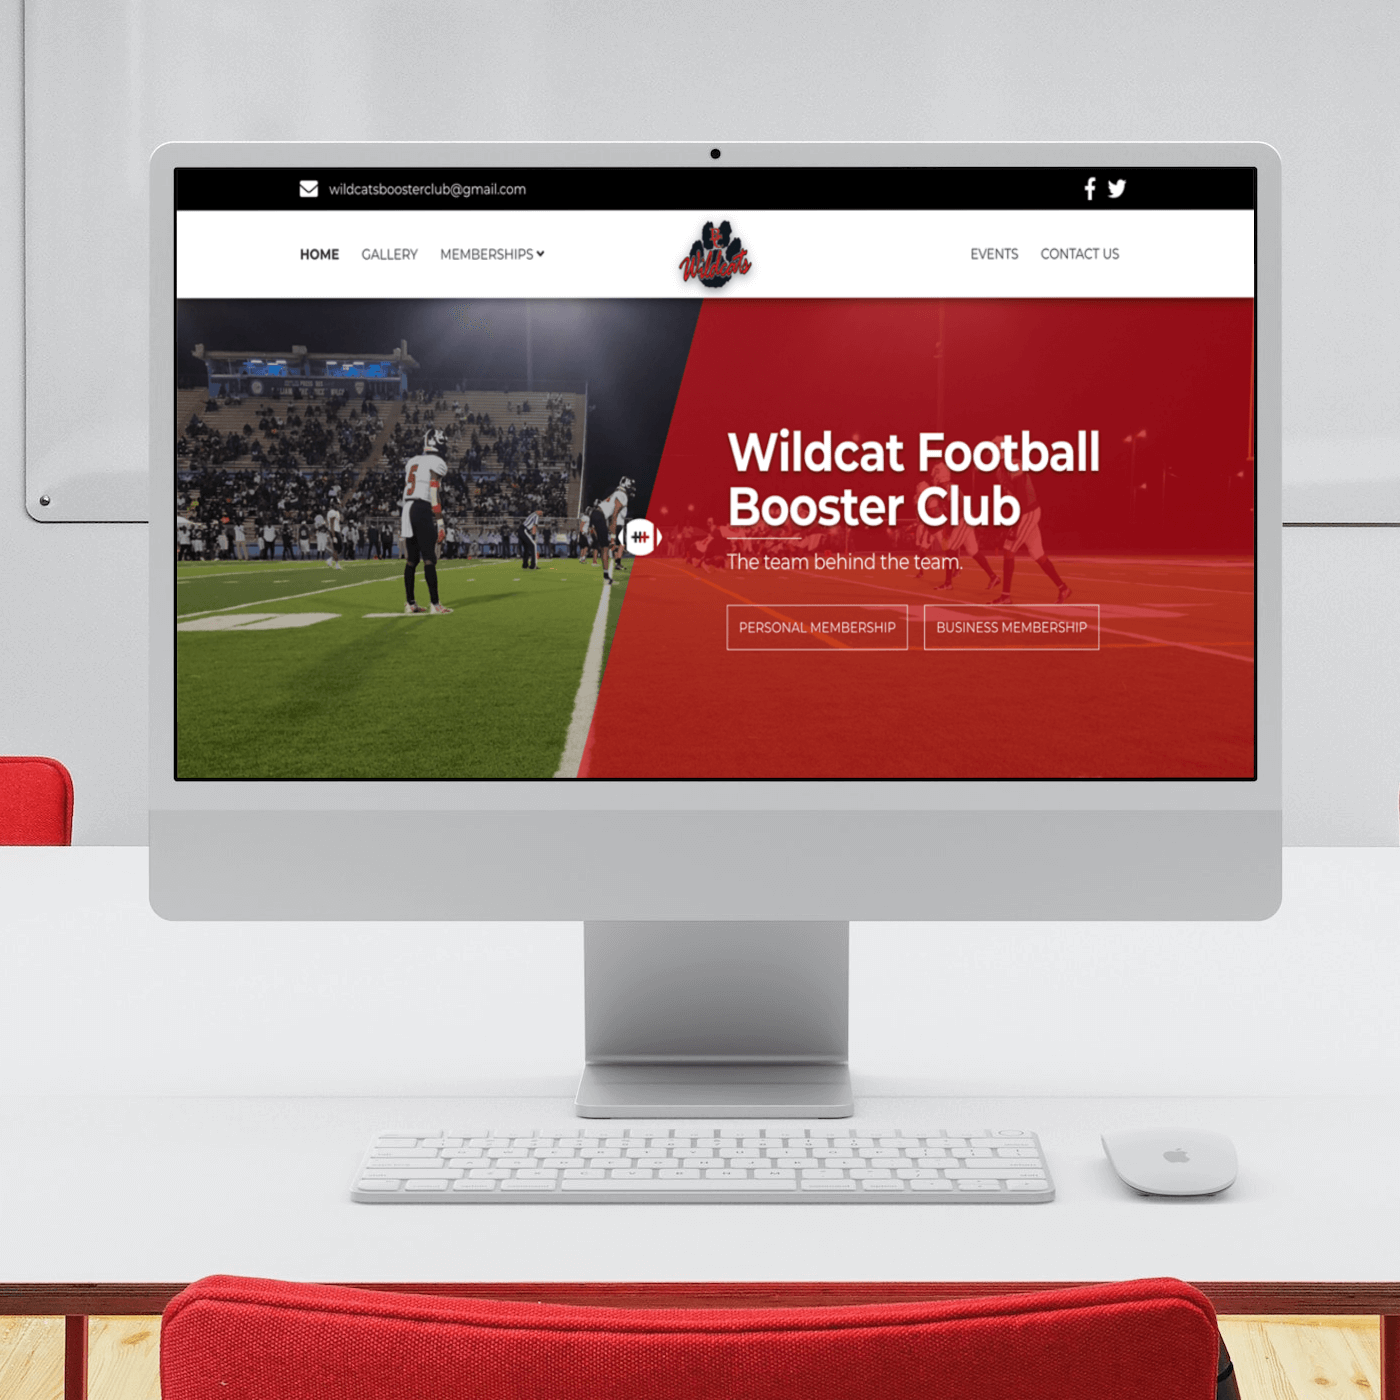 wildcatsboosterclub@gmail.com
HOME GALLERY MEMBERSHIPS EVENTS CONTACT US
Wildcats
5
Wildcat Football
Booster Club
The team behind the team.
PERSONAL MEMBERSHIP BUSINESS MEMBERSHIP